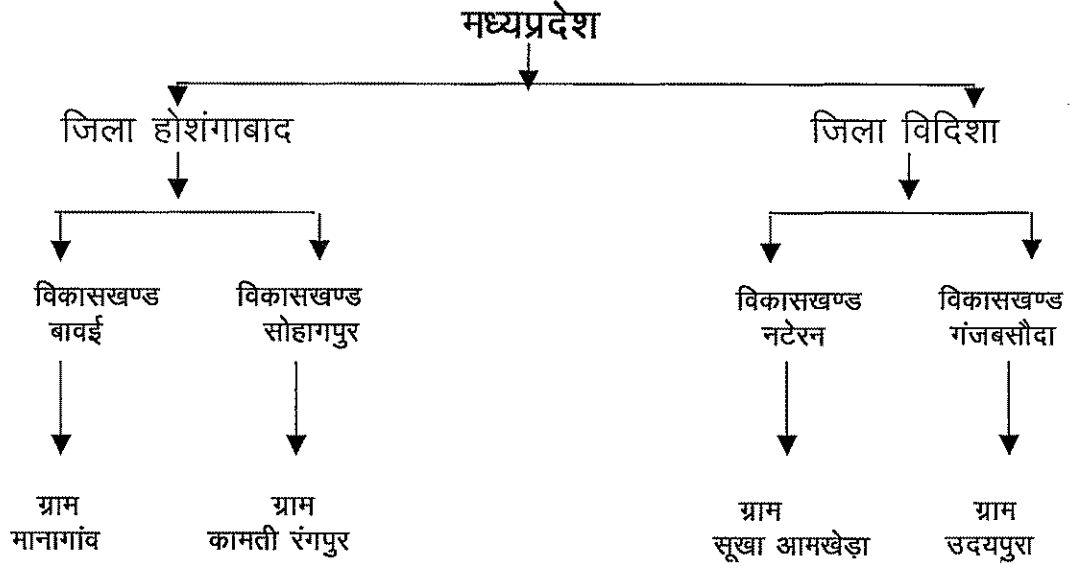 मध्यप्रदेश
जिला होशंगाबाद
जिला विदिशा
विकासखण्ड
बावई
विकासखण्ड
सोहागपुर
विकासखण्ड
नटेरन
विकासखण्ड
गंजबसौदा
ग्राम
मानागांव
ग्राम
कामती रंगपुर
ग्राम
सूखा आमखेड़ा
ग्राम
उदयपुरा